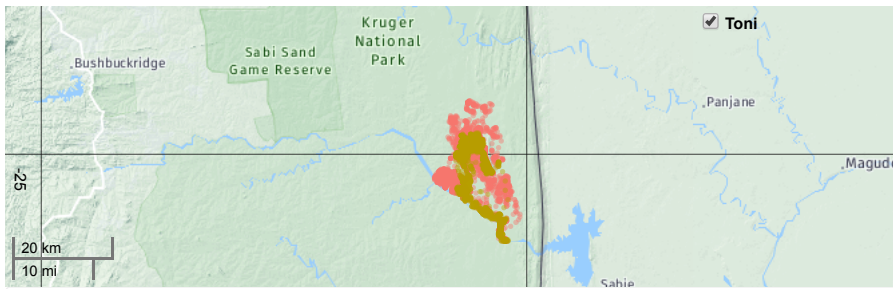 Kruger
National
Park
Toni
Sabi Sand
Game Reserve
Bushbuckridge
Panjane
Magude
-25
20 km
10 mi
Sabie